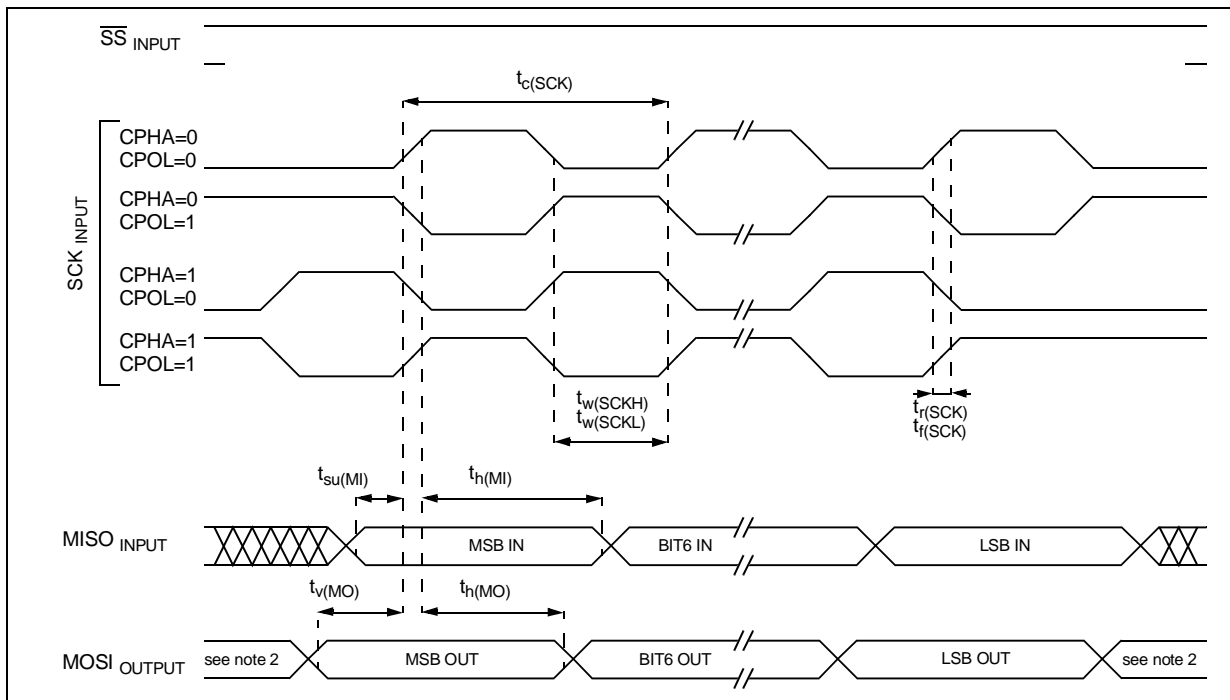 SS INPUT
tc(SCK)
SCK INPUT
CPHA=0
CPOL=0
CPHA=0
CPOL=1
CPHA=1
CPOL=0
CPHA=1
CPOL=1
tw(SCKH)
tw(SCKL)
tr(SCK)
tf(SCK)
tsu(MI)
th(MI)
MISO INPUT
MSB IN
BIT6 IN
LSB IN
tv(MO)
th(MO)
MOSI OUTPUT
see note 2
MSB OUT
BIT6 OUT
LSB OUT
see note 2